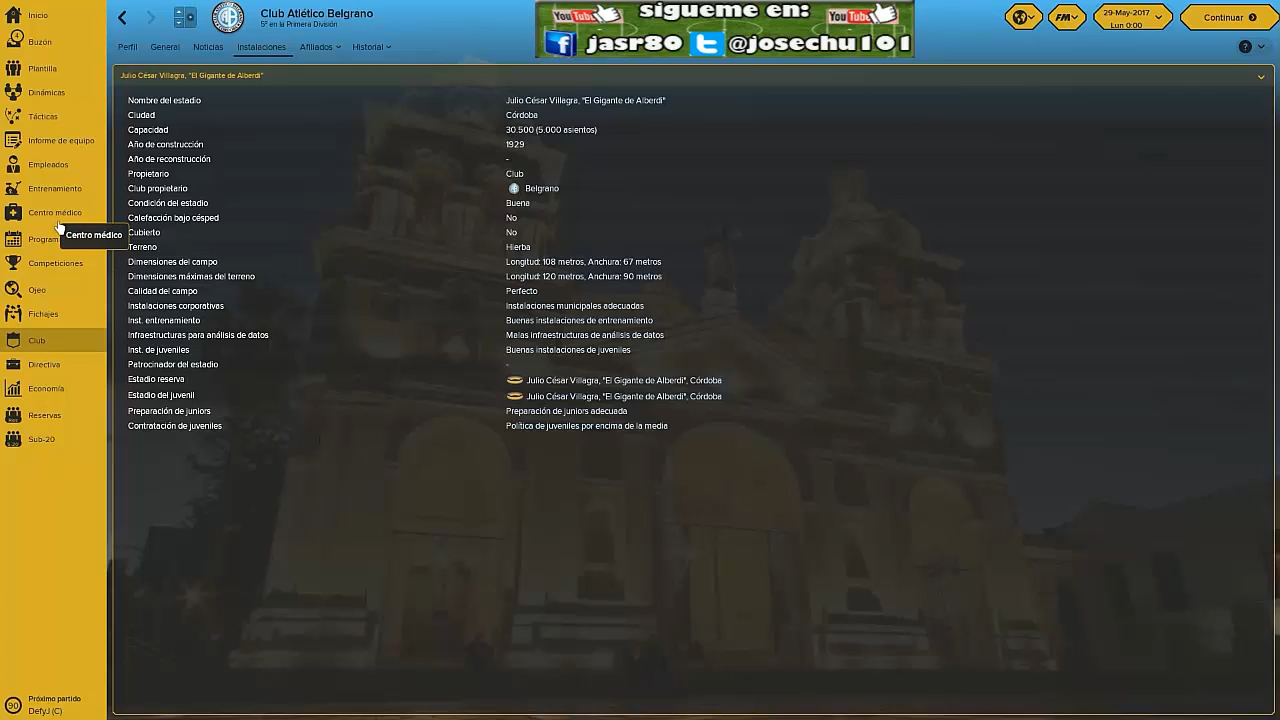 Inicio
Buzón
4
Plantilla
Dinámicas
Tácticas
Informe de equipo
Empleados
Entrenamiento
Centro médico
Program
Centro médico
Competiciones
Ojeo
Fichajes
Club
Directiva
Economía
Reservas
Sub-20
Próximo partido
90
DefyJ (C)
Club Atlético Belgrano
5º en la Primera División
Perfil General Noticias Instalaciones Afiliados Historial
sigueme en:
YouTube
YouTube
f jasr80 @josechu101
FM
29-May-2017
Lun 0:00
Continuar
?
Julio César Villagra, "El Gigante de Alberdi"
Nombre del estadio Julio César Villagra, "El Gigante de Alberdi"
Ciudad Córdoba
Capacidad 30.500 (5.000 asientos)
Año de construcción 1929
Año de reconstrucción -
Propietario Club
Club propietario Belgrano
Condición del estadio Buena
Calefacción bajo césped No
Cubierto No
Terreno Hierba
Dimensiones del campo Longitud: 108 metros, Anchura: 67 metros
Dimensiones máximas del terreno Longitud: 120 metros, Anchura: 90 metros
Calidad del campo Perfecto
Instalaciones corporativas Instalaciones municipales adecuadas
Inst. entrenamiento Buenas instalaciones de entrenamiento
Infraestructuras para análisis de datos Malas infraestructuras de análisis de datos
Inst. de juveniles Buenas instalaciones de juveniles
Patrocinador del estadio -
Estadio reserva Julio César Villagra, "El Gigante de Alberdi", Córdoba
Estadio del juvenil Julio César Villagra, "El Gigante de Alberdi", Córdoba
Preparación de juniors Preparación de juniors adecuada
Contratación de juveniles Política de juveniles por encima de la media